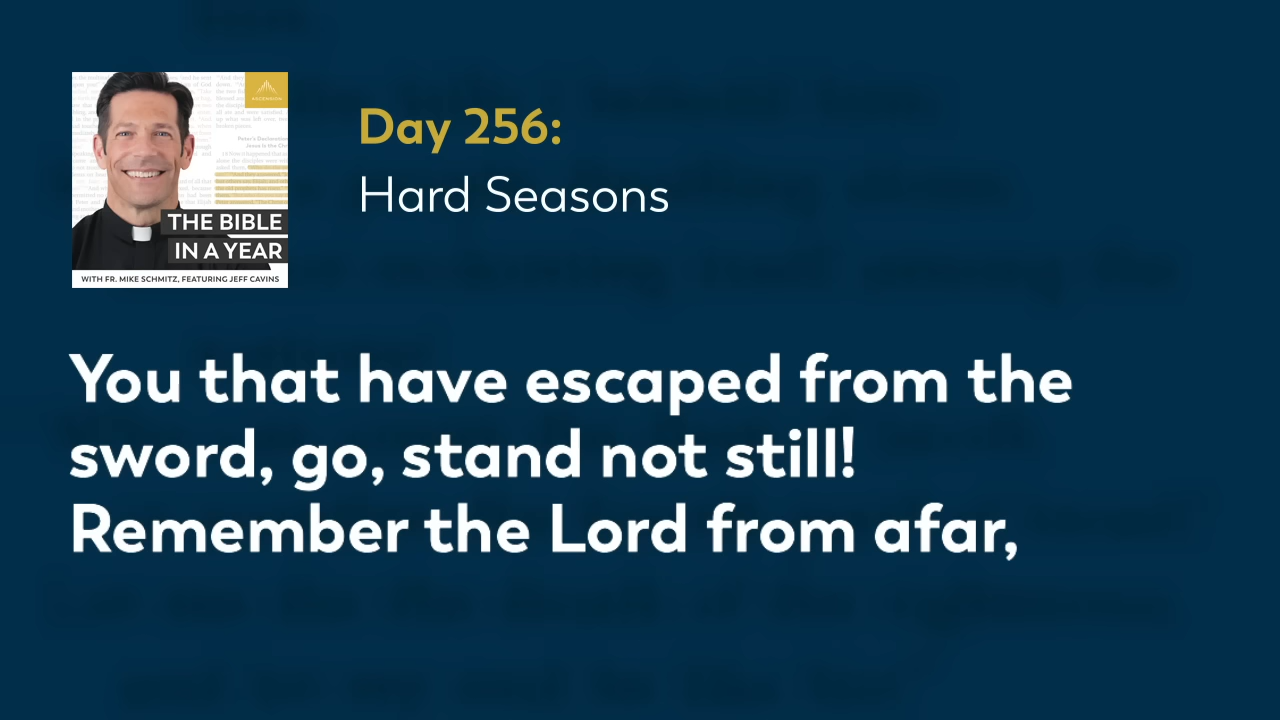 Day 256:
Hard Seasons
ASCENSION
THE BIBLE
IN A YEAR
WITH FR. MIKE SCHMITZ, FEATURING JEFF CAVINS
You that have escaped from the
sword, go, stand not still!
Remember the Lord from afar,